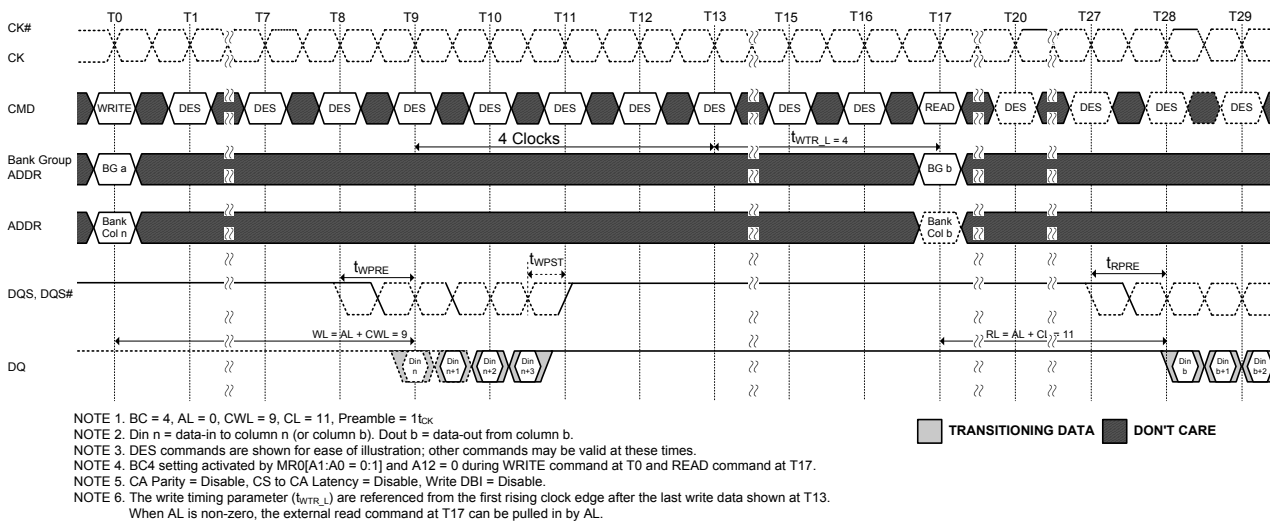 T0 T1 T7 T8 T9 T10 T11 T12 T13 T15 T16 T17 T20 T27 T28 T29
CK#
CK
CMD WRITE DES DES DES DES DES DES DES DES DES DES READ DES DES DES DES
4 Clocks tWTR_L = 4
Bank Group
ADDR
BG a BG b
ADDR
Bank
Col n
Bank
Col b
tWPRE tWPST tRPRE
DQS, DQS#
WL = AL + CWL = 9 RL = AL + CL = 11
DQ
Din
n
Din
n+1
Din
n+2
Din
n+3
Din
b
Din
b+1
Din
b+2
NOTE 1. BC = 4, AL = 0, CWL = 9, CL = 11, Preamble = 1tCK
NOTE 2. Din n = data-in to column n (or column b). Dout b = data-out from column b.
NOTE 3. DES commands are shown for ease of illustration; other commands may be valid at these times.
NOTE 4. BC4 setting activated by MR0[A1:A0 = 0:1] and A12 = 0 during WRITE command at T0 and READ command at T17.
NOTE 5. CA Parity = Disable, CS to CA Latency = Disable, Write DBI = Disable.
NOTE 6. The write timing parameter (tWTR_L) are referenced from the first rising clock edge after the last write data shown at T13.
When AL is non-zero, the external read command at T17 can be pulled in by AL.
TRANSITIONING DATA DON'T CARE